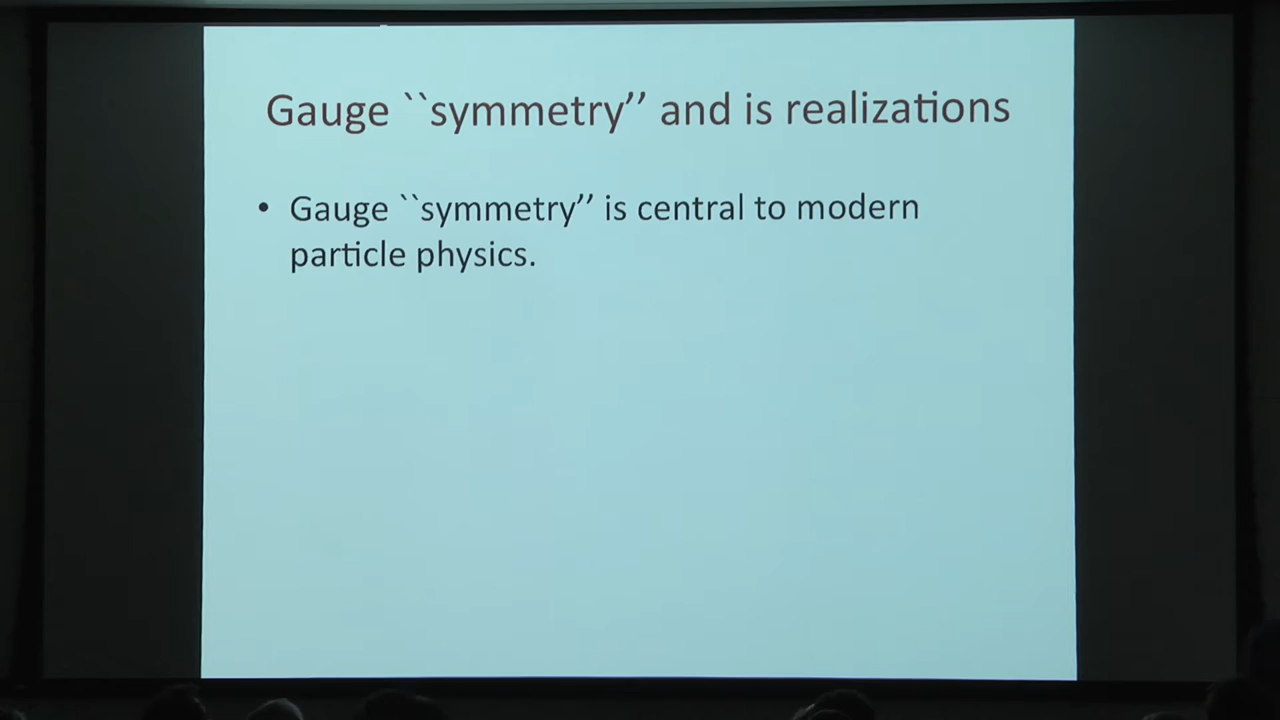 Gauge ``symmetry’’ and is realizations
• Gauge ``symmetry’’ is central to modern
particle physics.